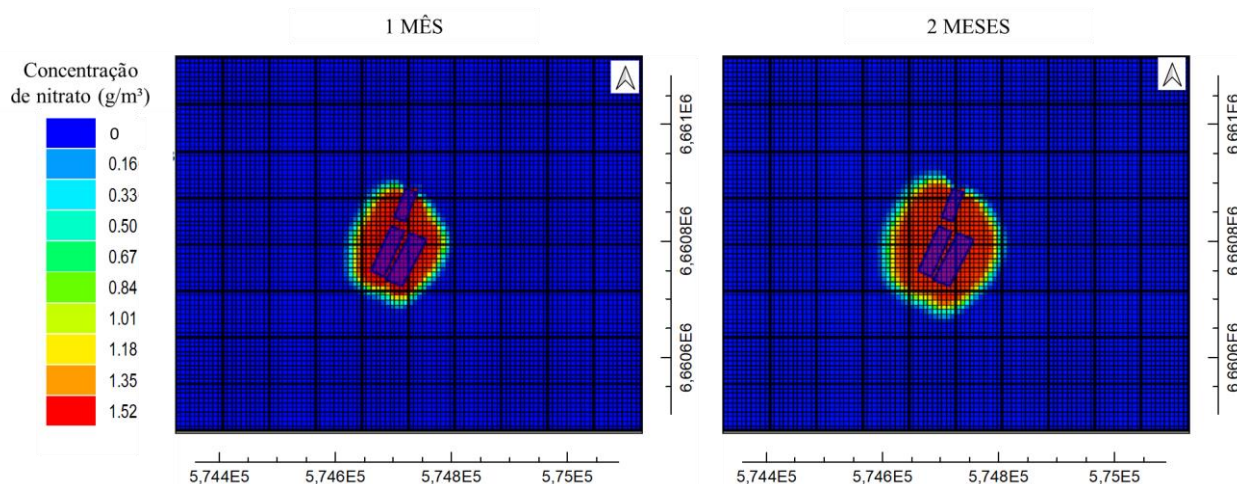 1 MÊS
2 MESES
Concentração
de nitrato (g/m³)
0
0.16
0.33
0.50
0.67
0.84
1.01
1.18
1.35
1.52
6,661E6
6,6608E6
6,6606E6
5,744E5
5,746E5
5,748E5
5,75E5
6,661E6
6,6608E6
6,6606E6
5,744E5
5,746E5
5,748E5
5,75E5